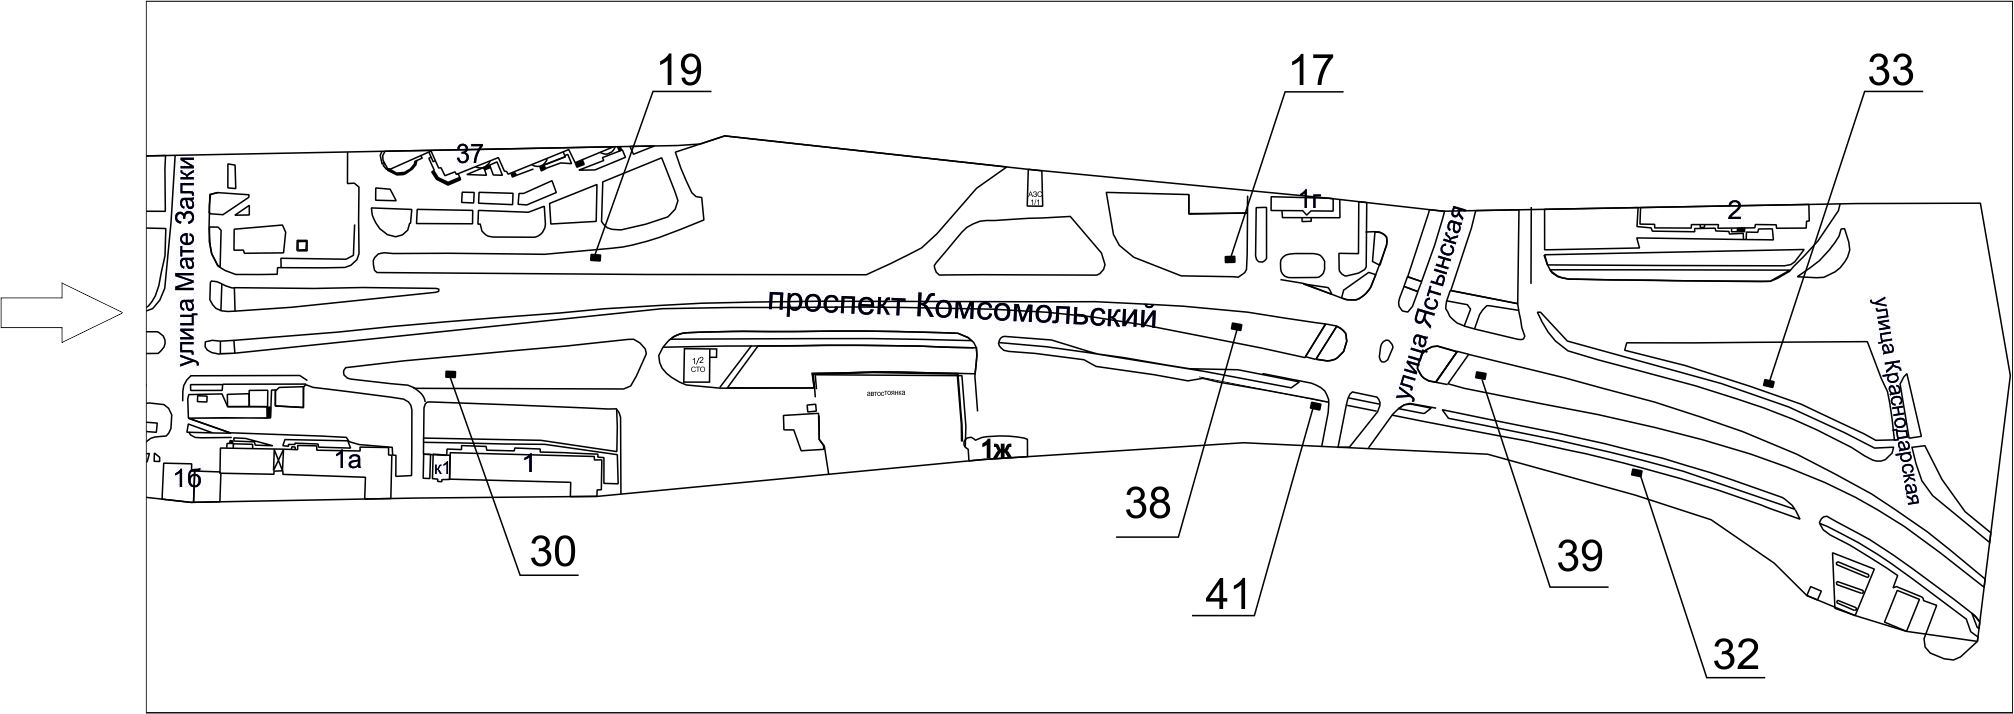 19
17
33
37
АЗС
1/1
1г
2
улица Мате Залки
улица Ястынская
проспект Комсомольский
улица Краснодарская
1/2
СТО
автостоянка
1а
1б
к1
1
1ж
38
30
39
41
32